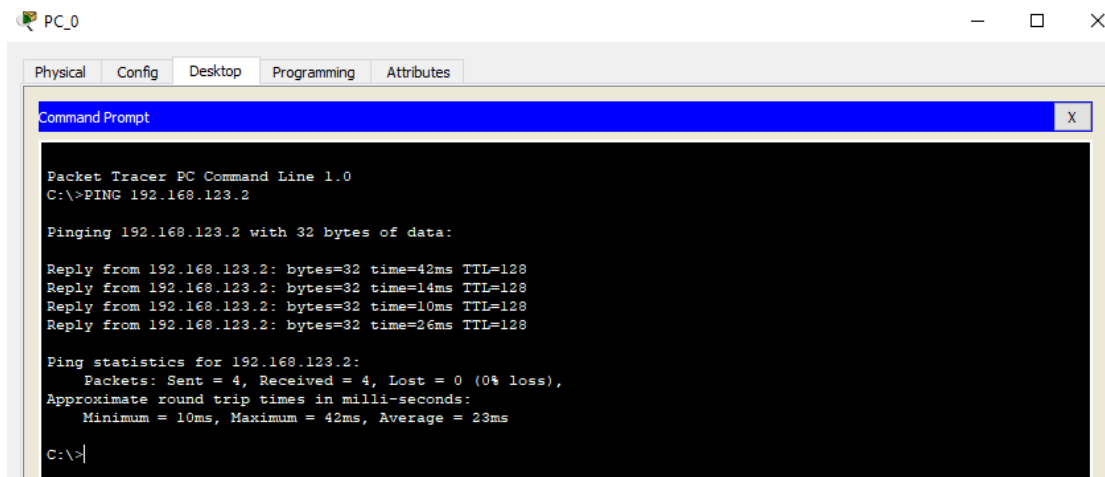 PC_0
Physical Config Desktop Programming Attributes
Command Prompt
X
Packet Tracer PC Command Line 1.0
C:\>PING 192.168.123.2
Pinging 192.168.123.2 with 32 bytes of data:
Reply from 192.168.123.2: bytes=32 time=42ms TTL=128
Reply from 192.168.123.2: bytes=32 time=14ms TTL=128
Reply from 192.168.123.2: bytes=32 time=10ms TTL=128
Reply from 192.168.123.2: bytes=32 time=26ms TTL=128
Ping statistics for 192.168.123.2:
Packets: Sent = 4, Received = 4, Lost = 0 (0% loss),
Approximate round trip times in milli-seconds:
Minimum = 10ms, Maximum = 42ms, Average = 23ms
C:\>